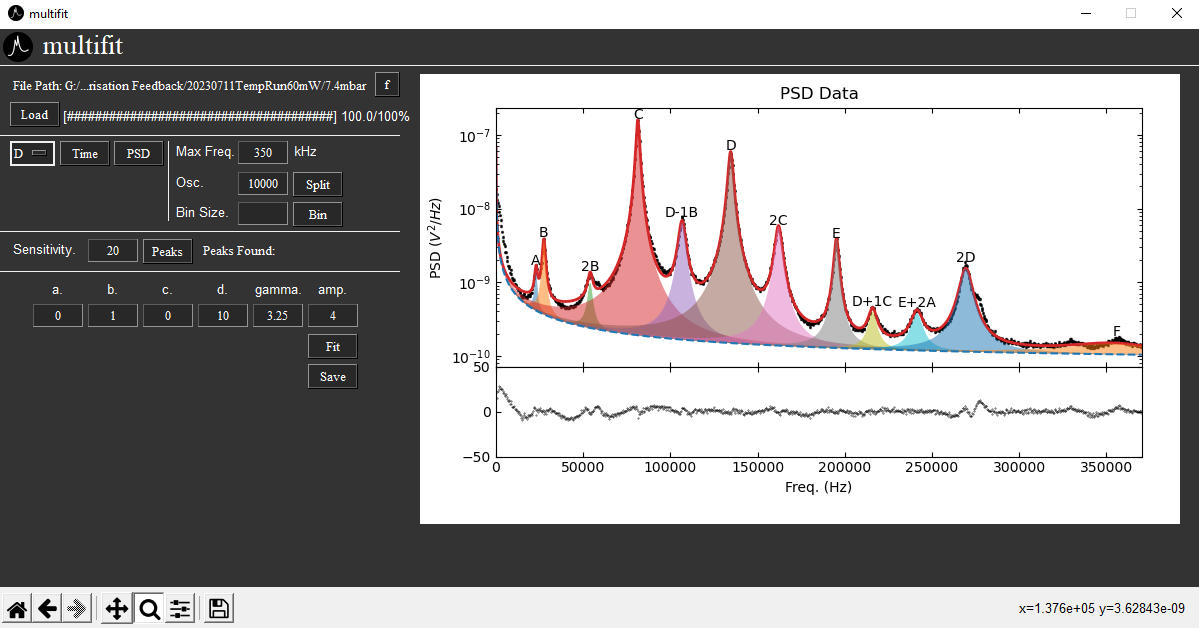 multifit
multifit
File Path: G:/...risation Feedback/20230711TempRun60mW/7.4mbar f
Load [######################################] 100.0/100%
D Time PSD
Max Freq. 350 kHz
Osc. 10000 Split
Bin Size. Bin
Sensitivity. 20 Peaks Peaks Found:
a. b. c. d. gamma. amp.
0 1 0 10 3.25 4
Fit
Save
PSD Data
PSD (V²/Hz)
10⁻⁷
10⁻⁸
10⁻⁹
10⁻¹⁰
A B 2B C D-1B D 2C E D+1C E+2A 2D F
50
0
−50
0 50000 100000 150000 200000 250000 300000 350000
Freq. (Hz)
x=1.376e+05 y=3.62843e-09